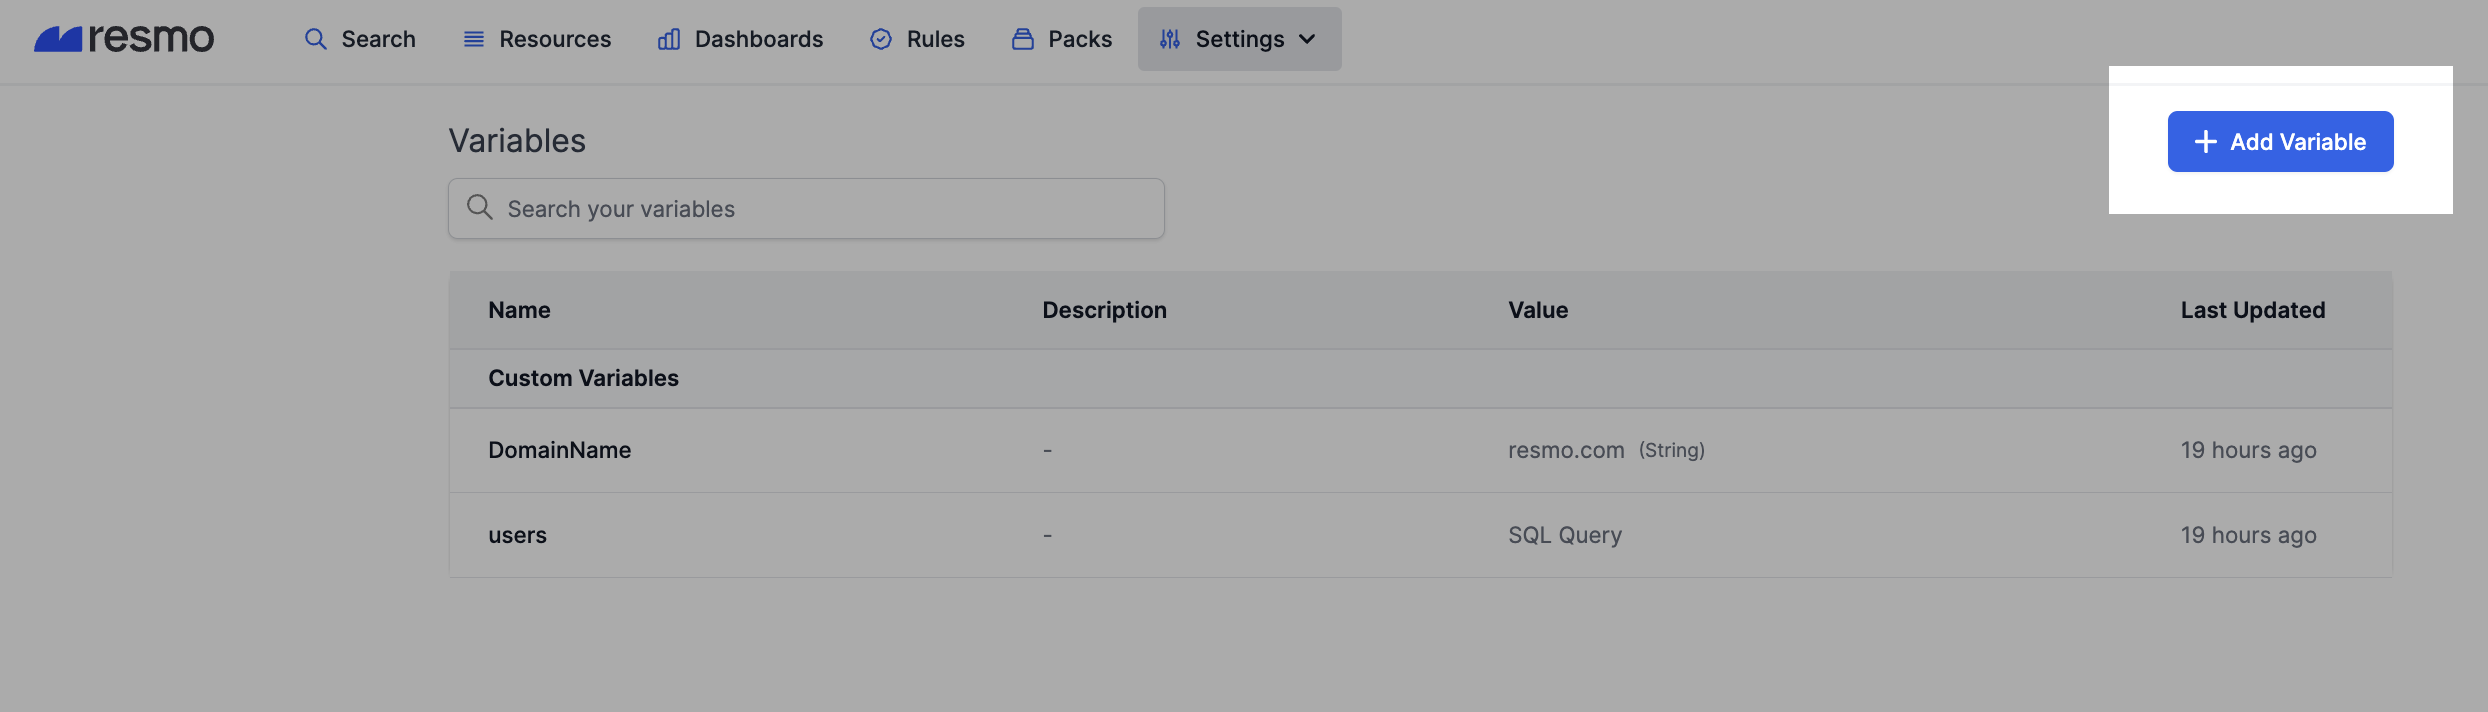 resmo Search Resources Dashboards Rules Packs Settings
Variables
Add Variable
Search your variables
Name Description Value Last Updated
Custom Variables
DomainName - resmo.com (String) 19 hours ago
users - SQL Query 19 hours ago